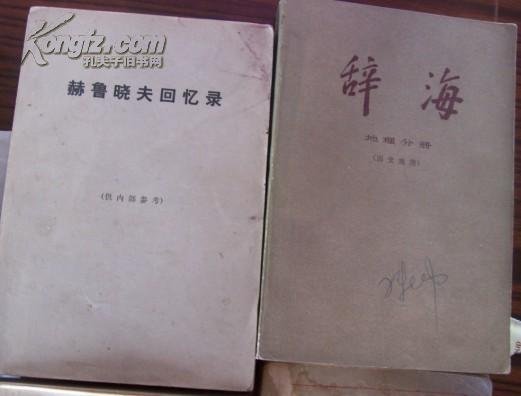 Kongfz.com
孔夫子旧书网
赫鲁晓夫回忆录
(供内部参考)
辞海
地理分册
(历史地理)